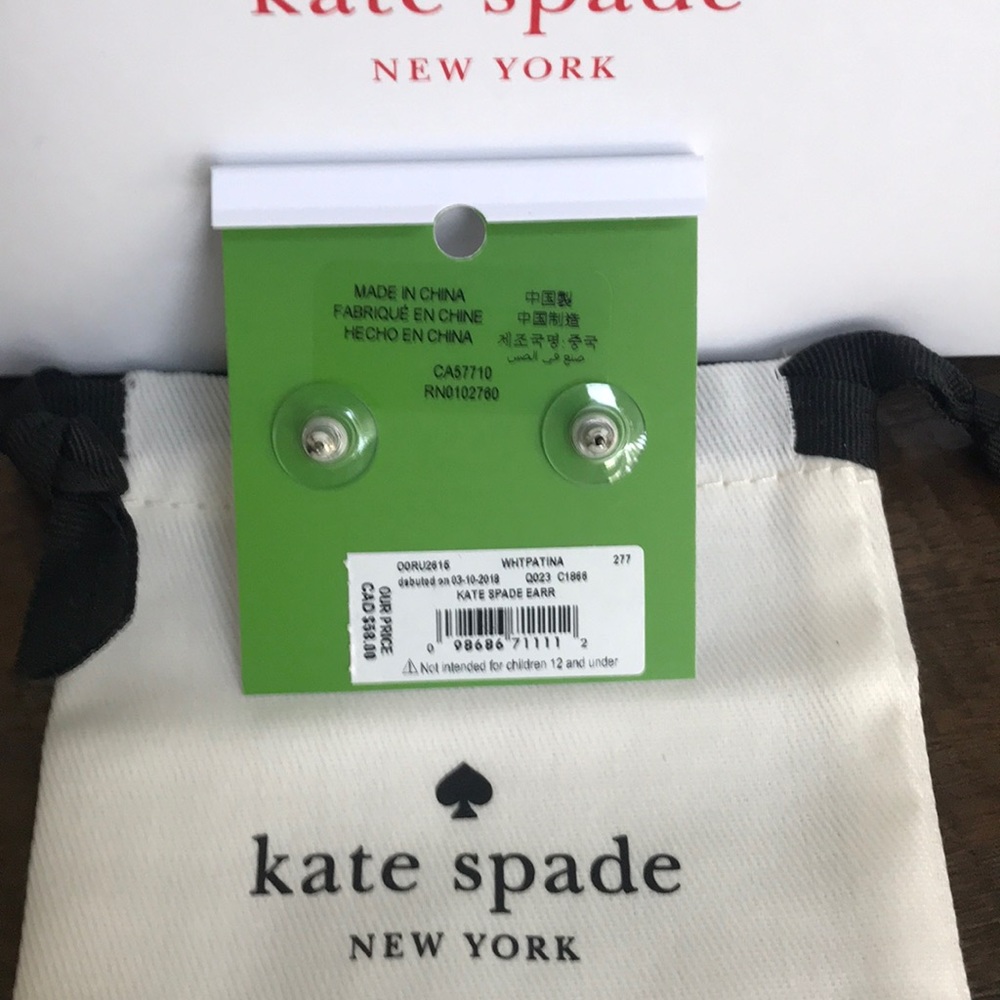 kate spade
NEW YORK
MADE IN CHINA
FABRIQUÉ EN CHINE
HECHO EN CHINA
中国製
中国制造
제조국명:중국
صنع في الصين
CA57710
RN0102760
O0RU2615 WHTPATINA 277
debuted on 03-10-2018 Q023 C1866
KATE SPADE EARR
OUR PRICE
CAD $58.00
0 98686 71111 2
⚠ Not intended for children 12 and under
kate spade
NEW YORK